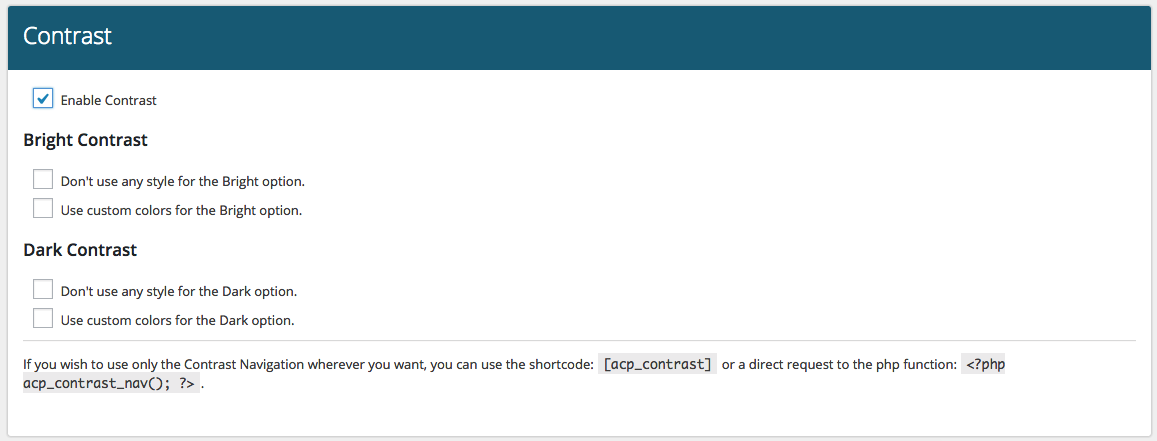 Contrast
Enable Contrast
Bright Contrast
Don't use any style for the Bright option.
Use custom colors for the Bright option.
Dark Contrast
Don't use any style for the Dark option.
Use custom colors for the Dark option.
If you wish to use only the Contrast Navigation wherever you want, you can use the shortcode: [acp_contrast] or a direct request to the php function: <?php
acp_contrast_nav(); ?> .